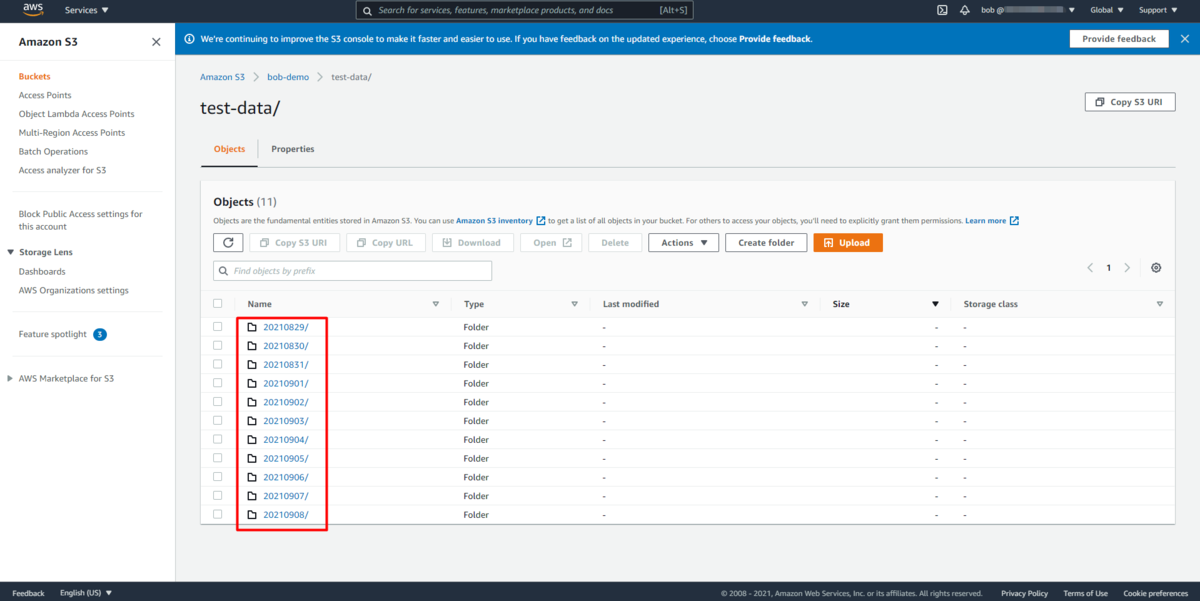 aws
Services
Search for services, features, marketplace products, and docs [Alt+S]
bob @
Global
Support
Amazon S3
We're continuing to improve the S3 console to make it faster and easier to use. If you have feedback on the updated experience, choose Provide feedback.
Provide feedback
Buckets
Access Points
Object Lambda Access Points
Multi-Region Access Points
Batch Operations
Access analyzer for S3
Block Public Access settings for
this account
Storage Lens
Dashboards
AWS Organizations settings
Feature spotlight 3
AWS Marketplace for S3
Amazon S3 > bob-demo > test-data/
test-data/
Copy S3 URI
Objects Properties
Objects (11)
Objects are the fundamental entities stored in Amazon S3. You can use Amazon S3 inventory to get a list of all objects in your bucket. For others to access your objects, you'll need to explicitly grant them permissions. Learn more
Copy S3 URI Copy URL Download Open Delete Actions Create folder Upload
Find objects by prefix
1
Name Type Last modified Size Storage class
20210829/ Folder - - -
20210830/ Folder - - -
20210831/ Folder - - -
20210901/ Folder - - -
20210902/ Folder - - -
20210903/ Folder - - -
20210904/ Folder - - -
20210905/ Folder - - -
20210906/ Folder - - -
20210907/ Folder - - -
20210908/ Folder - - -
Feedback English (US) © 2008 - 2021, Amazon Web Services, Inc. or its affiliates. All rights reserved. Privacy Policy Terms of Use Cookie preferences